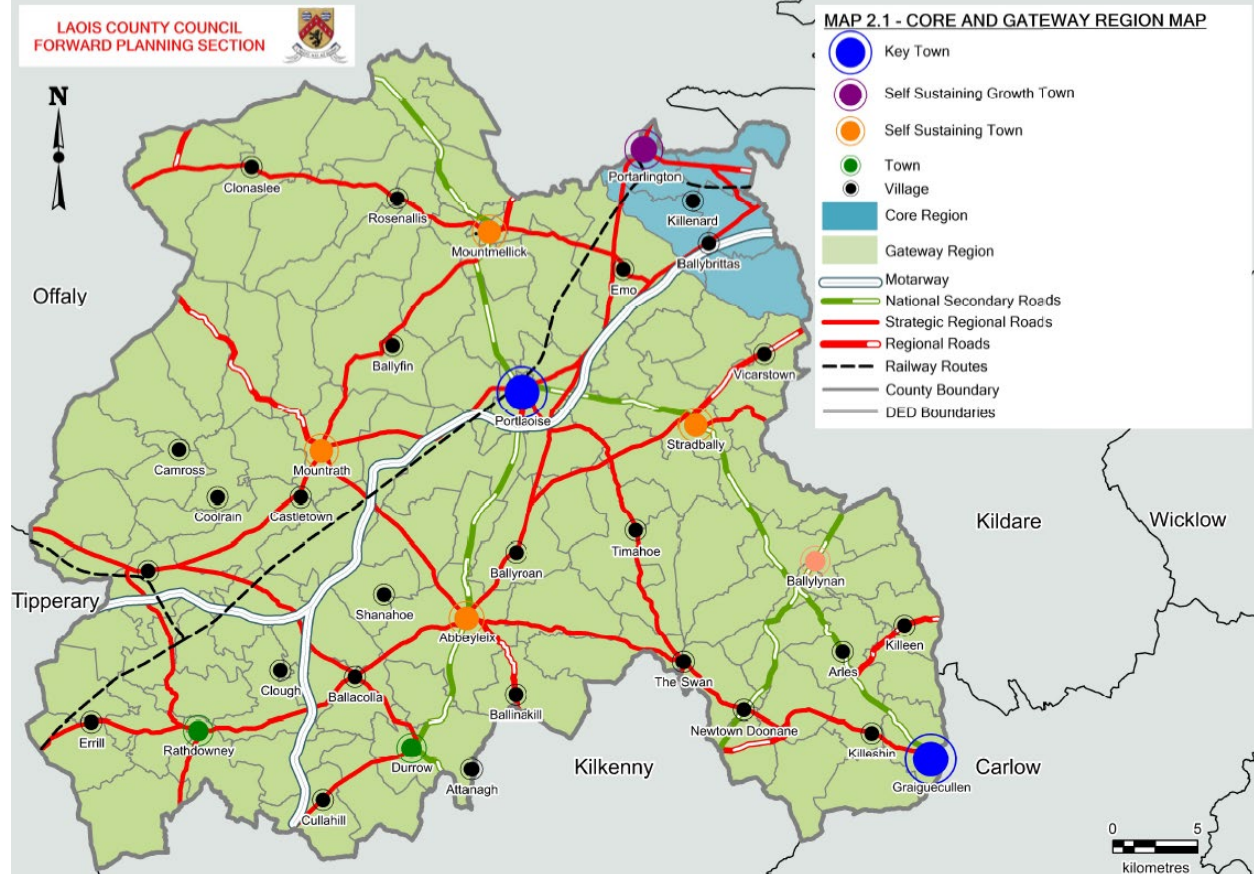 LAOIS COUNTY COUNCIL
FORWARD PLANNING SECTION
N
MAP 2.1 - CORE AND GATEWAY REGION MAP
Key Town
Self Sustaining Growth Town
Self Sustaining Town
Town
Village
Core Region
Gateway Region
Motarway
National Secondary Roads
Strategic Regional Roads
Regional Roads
Railway Routes
County Boundary
DED Boundaries
Clonaslee
Rosenallis
Mountmellick
Portarlington
Killenard
Ballybrittas
Emo
Offaly
Ballyfin
Vicarstown
Portlaoise
Stradbally
Camross
Mountrath
Coolrain
Castletown
Timahoe
Kildare
Wicklow
Ballyroan
Ballylynan
Tipperary
Shanahoe
Abbeyleix
Killeen
Arles
Clough
Ballacolla
The Swan
Ballinakill
Errill
Rathdowney
Newtown Doonane
Killeshin
Durrow
Attanagh
Kilkenny
Carlow
Graiguecullen
Cullahill
0 5
kilometres